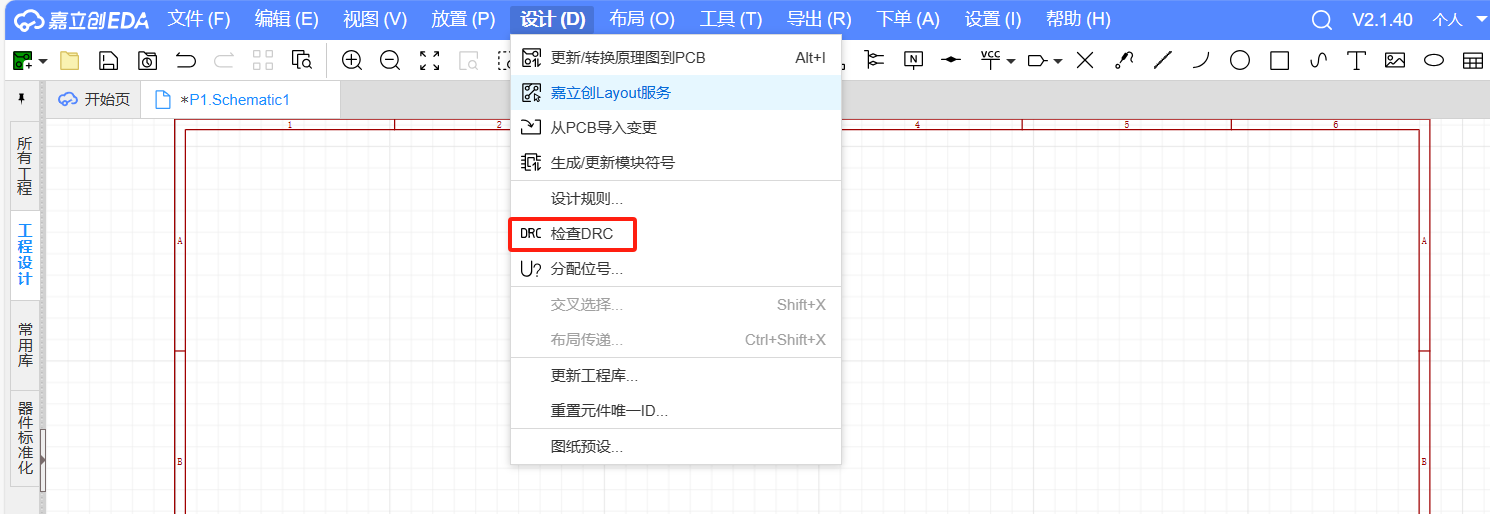 嘉立创EDA 文件 (F) 编辑 (E) 视图 (V) 放置 (P) 设计 (D) 布局 (O) 工具 (T) 导出 (R) 下单 (A) 设置 (I) 帮助 (H) V2.1.40 个人
N VCC T
开始页 *P1.Schematic1
更新/转换原理图到PCB Alt+I
嘉立创Layout服务
从PCB导入变更
生成/更新模块符号
设计规则...
DRC 检查DRC
U? 分配位号...
交叉选择... Shift+X
布局传递... Ctrl+Shift+X
更新工程库...
重置元件唯一ID...
图纸预设...
所有工程
工程设计
常用库
器件标准化
1 2 4 5 6
A A
B B